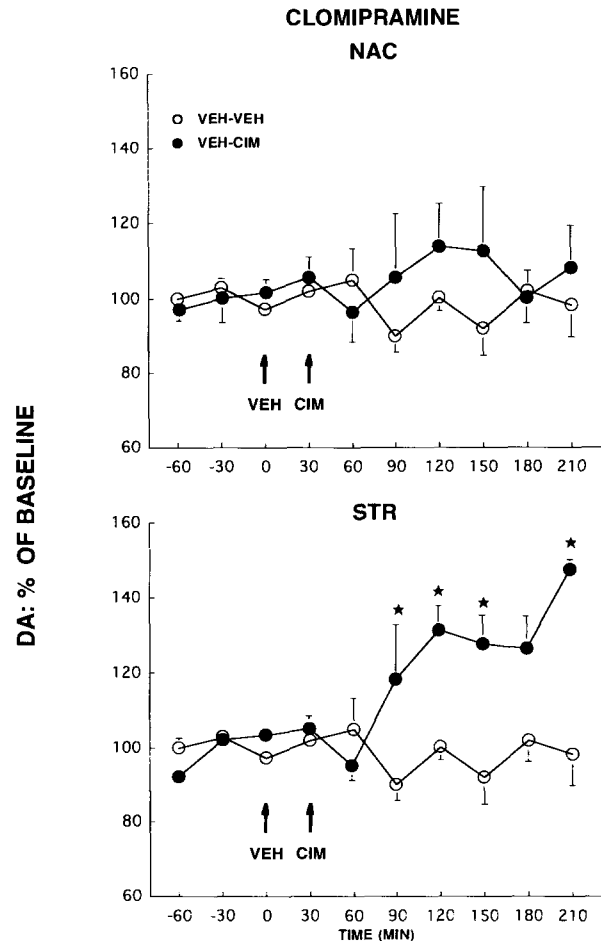 CLOMIPRAMINE
NAC
160
140
120
100
80
60
VEH-VEH
VEH-CIM
VEH CIM
-60 -30 0 30 60 90 120 150 180 210
DA: % OF BASELINE
STR
160
140
120
100
80
60
VEH CIM
-60 -30 0 30 60 90 120 150 180 210
TIME (MIN)